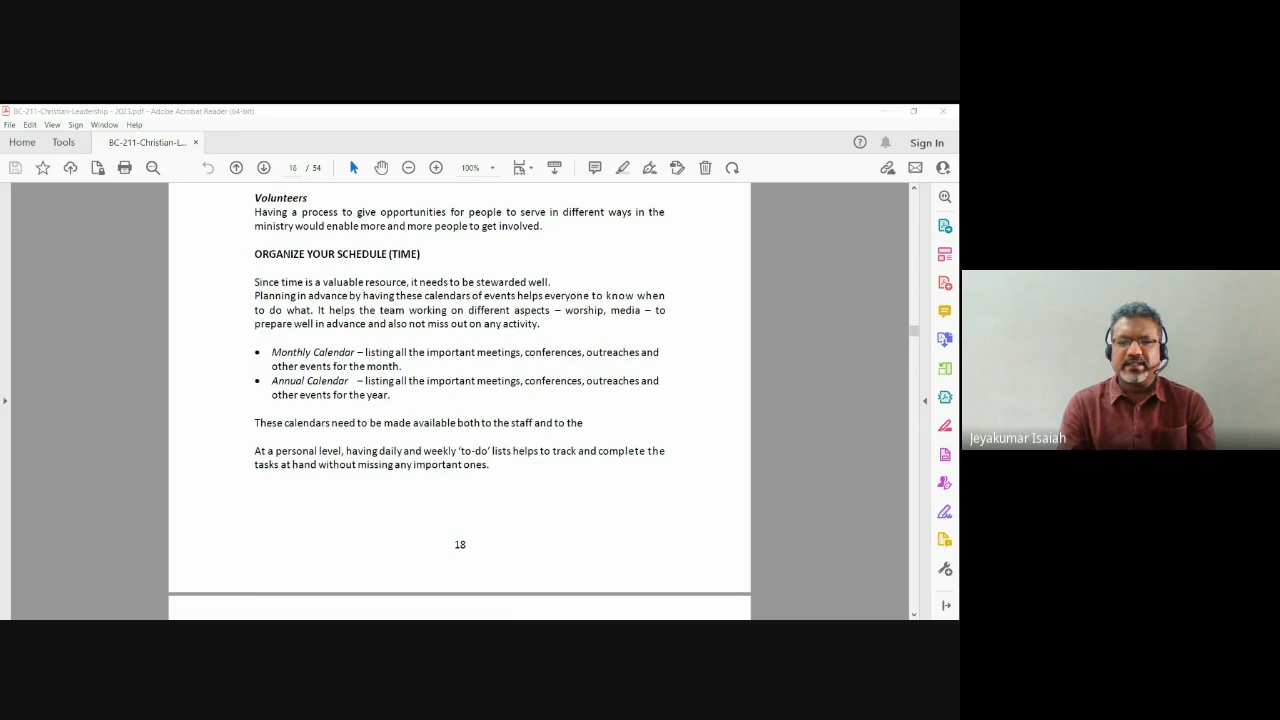 BC-211-Christian-Leadership - 2023.pdf - Adobe Acrobat Reader (64-bit)
File Edit View Sign Window Help
Home Tools BC-211-Christian-L... × Sign In
18 / 54 100%
Volunteers
Having a process to give opportunities for people to serve in different ways in the
ministry would enable more and more people to get involved.
ORGANIZE YOUR SCHEDULE (TIME)
Since time is a valuable resource, it needs to be stewarded well.
Planning in advance by having these calendars of events helps everyone to know when
to do what. It helps the team working on different aspects – worship, media – to
prepare well in advance and also not miss out on any activity.
• Monthly Calendar – listing all the important meetings, conferences, outreaches and
other events for the month.
• Annual Calendar – listing all the important meetings, conferences, outreaches and
other events for the year.
These calendars need to be made available both to the staff and to the
At a personal level, having daily and weekly ‘to-do’ lists helps to track and complete the
tasks at hand without missing any important ones.
18
Jeyakumar Isaiah